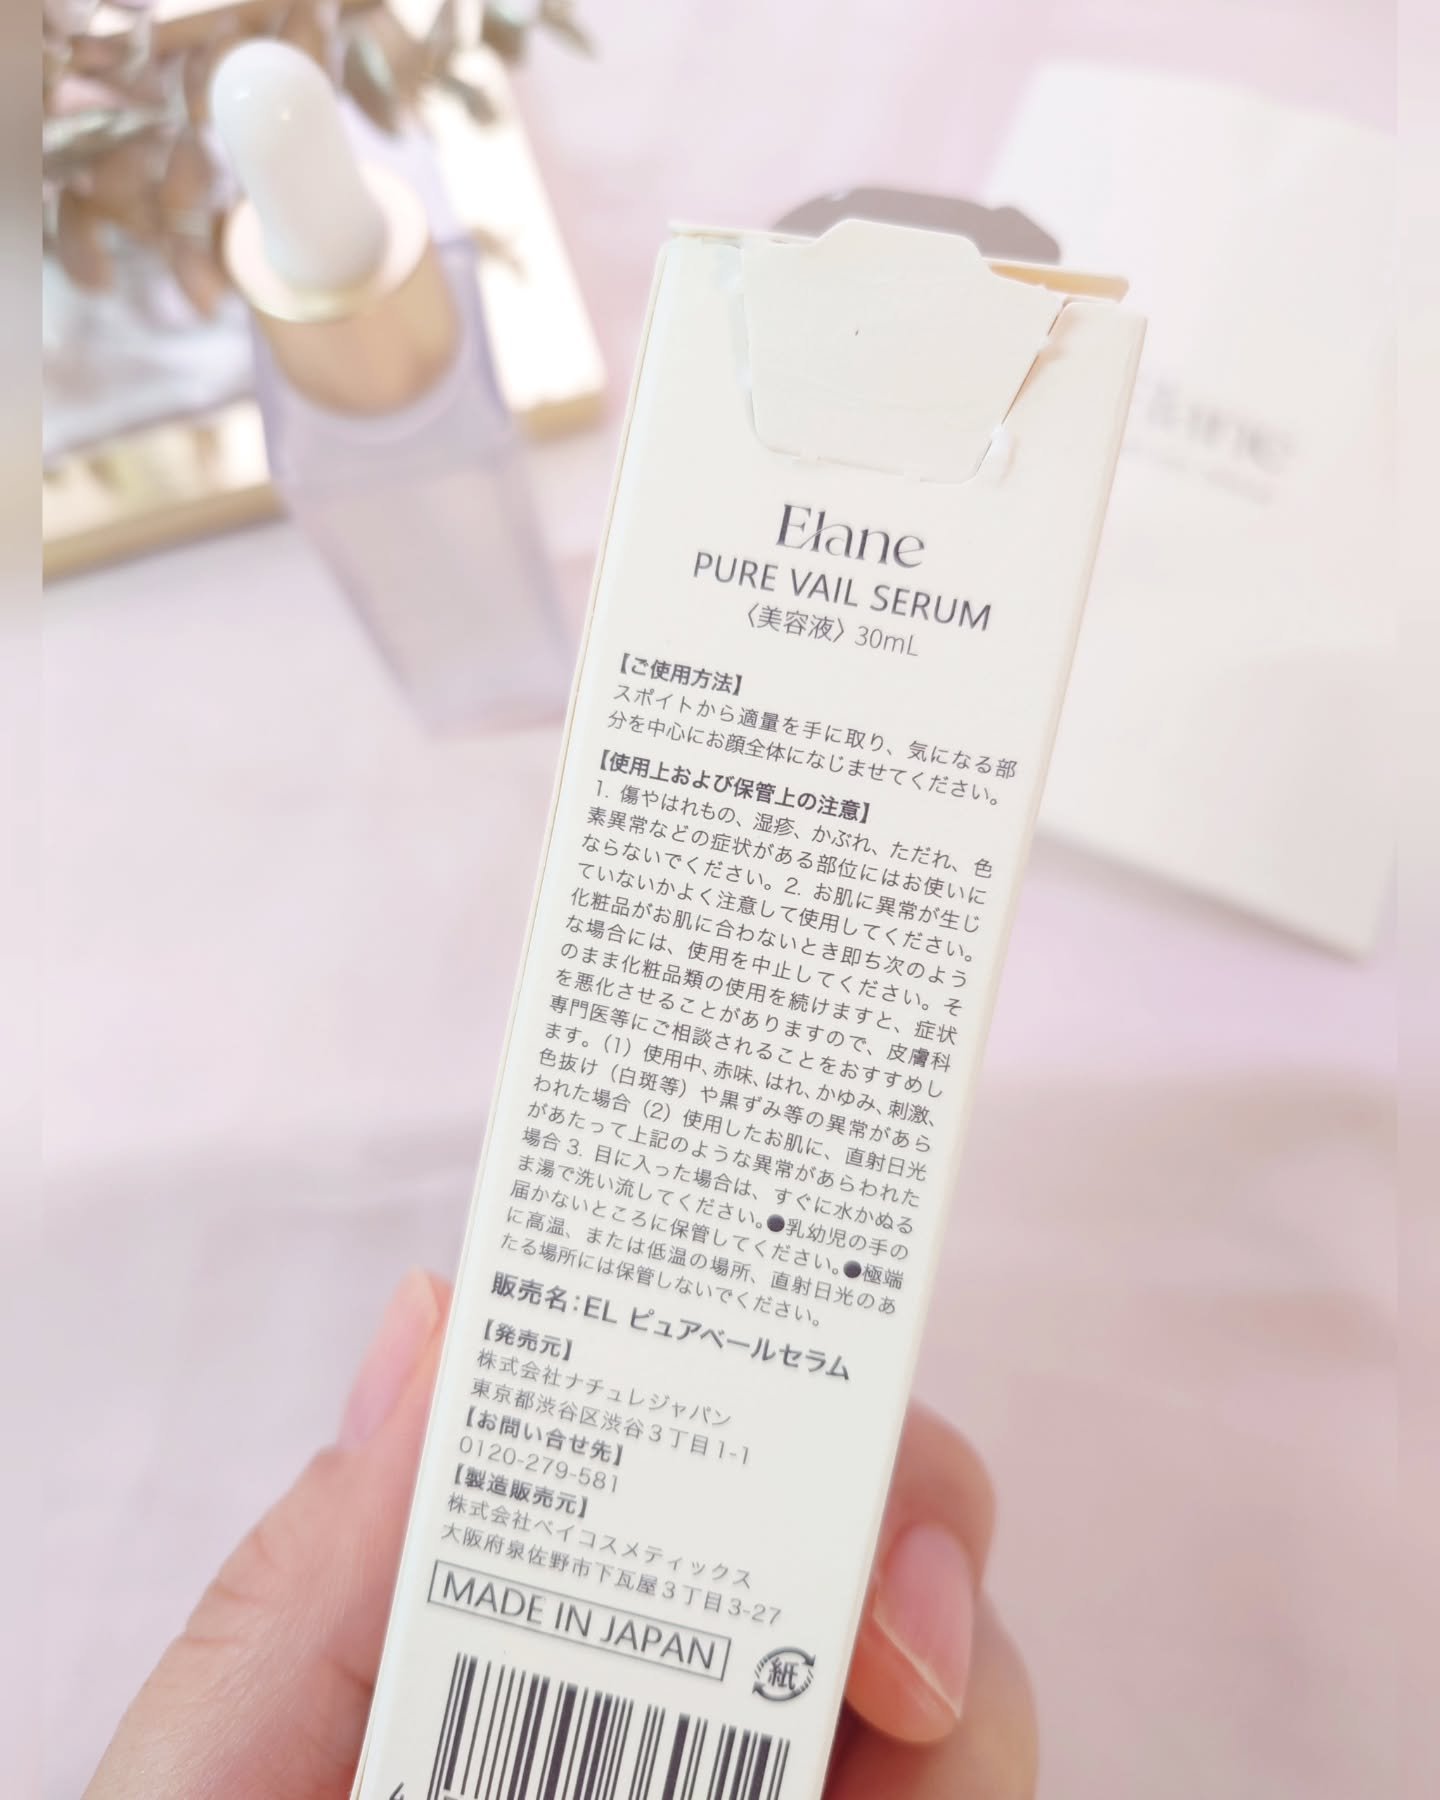 Elane
PURE VAIL SERUM
〈美容液〉30mL
【ご使用方法】
スポイトから適量を手に取り、気になる部
分を中心にお顔全体になじませてください。
【使用上および保管上の注意】
1. 傷やはれもの、湿疹、かぶれ、ただれ、色
素異常などの症状がある部位にはお使いに
ならないでください。2. お肌に異常が生じ
ていないかよく注意して使用してください。
化粧品がお肌に合わないとき即ち次のよう
な場合には、使用を中止してください。そ
のまま化粧品類の使用を続けますと、症状
を悪化させることがありますので、皮膚科
専門医等にご相談されることをおすすめし
ます。(1) 使用中、赤味、はれ、かゆみ、刺激、
色抜け（白斑等）や黒ずみ等の異常があら
われた場合（2）使用したお肌に、直射日光
があたって上記のような異常があらわれた
場合 3. 目に入った場合は、すぐに水かぬる
ま湯で洗い流してください。●乳幼児の手の
届かないところに保管してください。●極端
に高温、または低温の場所、直射日光のあ
たる場所には保管しないでください。
販売名：EL ピュアベールセラム
【発売元】
株式会社ナチュレジャパン
東京都渋谷区渋谷３丁目1-1
【お問い合せ先】
0120-279-581
【製造販売元】
株式会社ベイコスメティックス
大阪府泉佐野市下瓦屋３丁目3-27
MADE IN JAPAN
紙
4
Elane